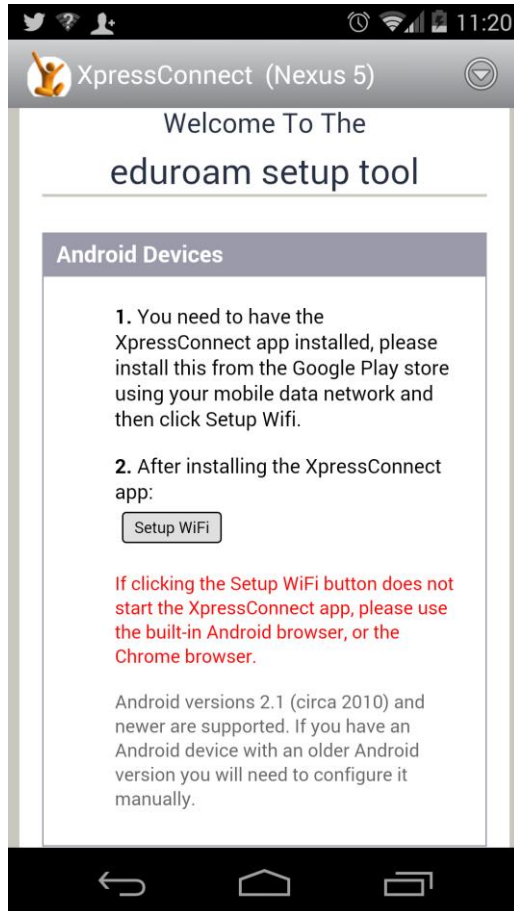 11:20
XpressConnect (Nexus 5)
Welcome To The
eduroam setup tool
Android Devices
1. You need to have the
XpressConnect app installed, please
install this from the Google Play store
using your mobile data network and
then click Setup Wifi.
2. After installing the XpressConnect
app:
Setup WiFi
If clicking the Setup WiFi button does not
start the XpressConnect app, please use
the built-in Android browser, or the
Chrome browser.
Android versions 2.1 (circa 2010) and
newer are supported. If you have an
Android device with an older Android
version you will need to configure it
manually.